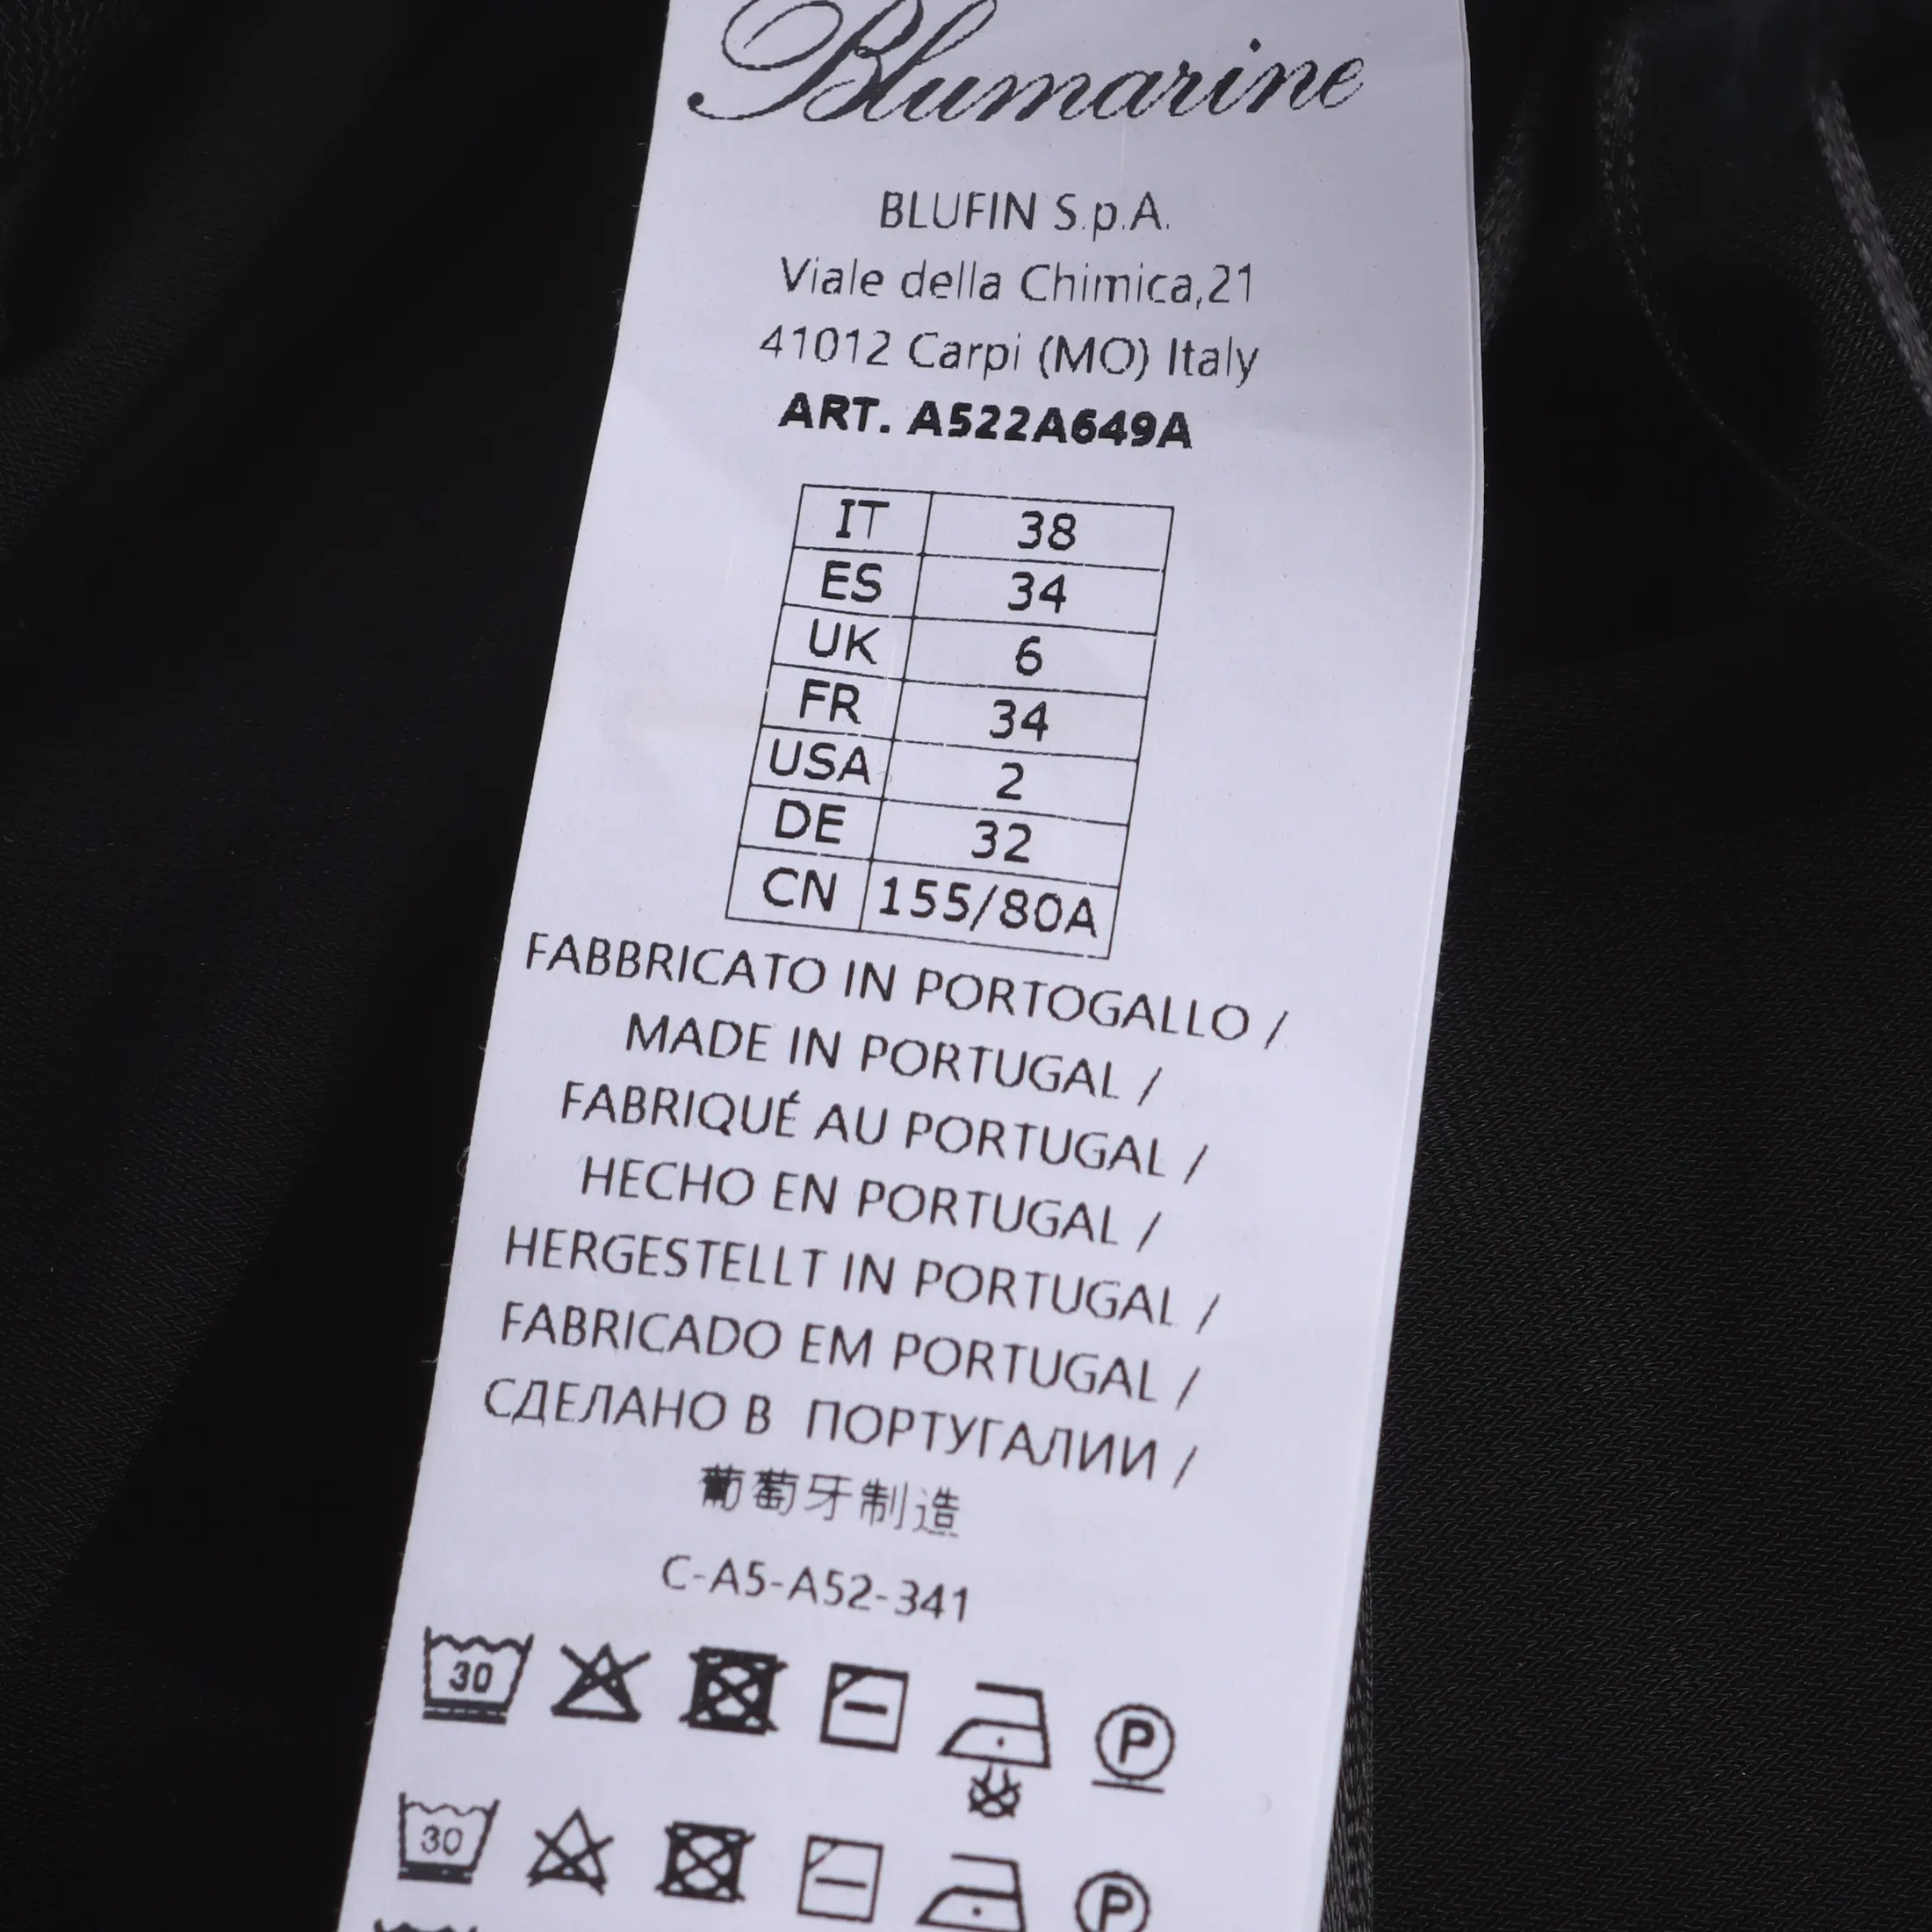 Blumarine
BLUFIN S.p.A.
Viale della Chimica,21
41012 Carpi (MO) Italy
ART. A522A649A
IT 38
ES 34
UK 6
FR 34
USA 2
DE 32
CN 155/80A
FABBRICATO IN PORTOGALLO /
MADE IN PORTUGAL /
FABRIQUÉ AU PORTUGAL /
HECHO EN PORTUGAL /
HERGESTELLT IN PORTUGAL /
FABRICADO EM PORTUGAL /
СДЕЛАНО В ПОРТУГАЛИИ /
葡萄牙制造
C-A5-A52-341
30 P
30 P